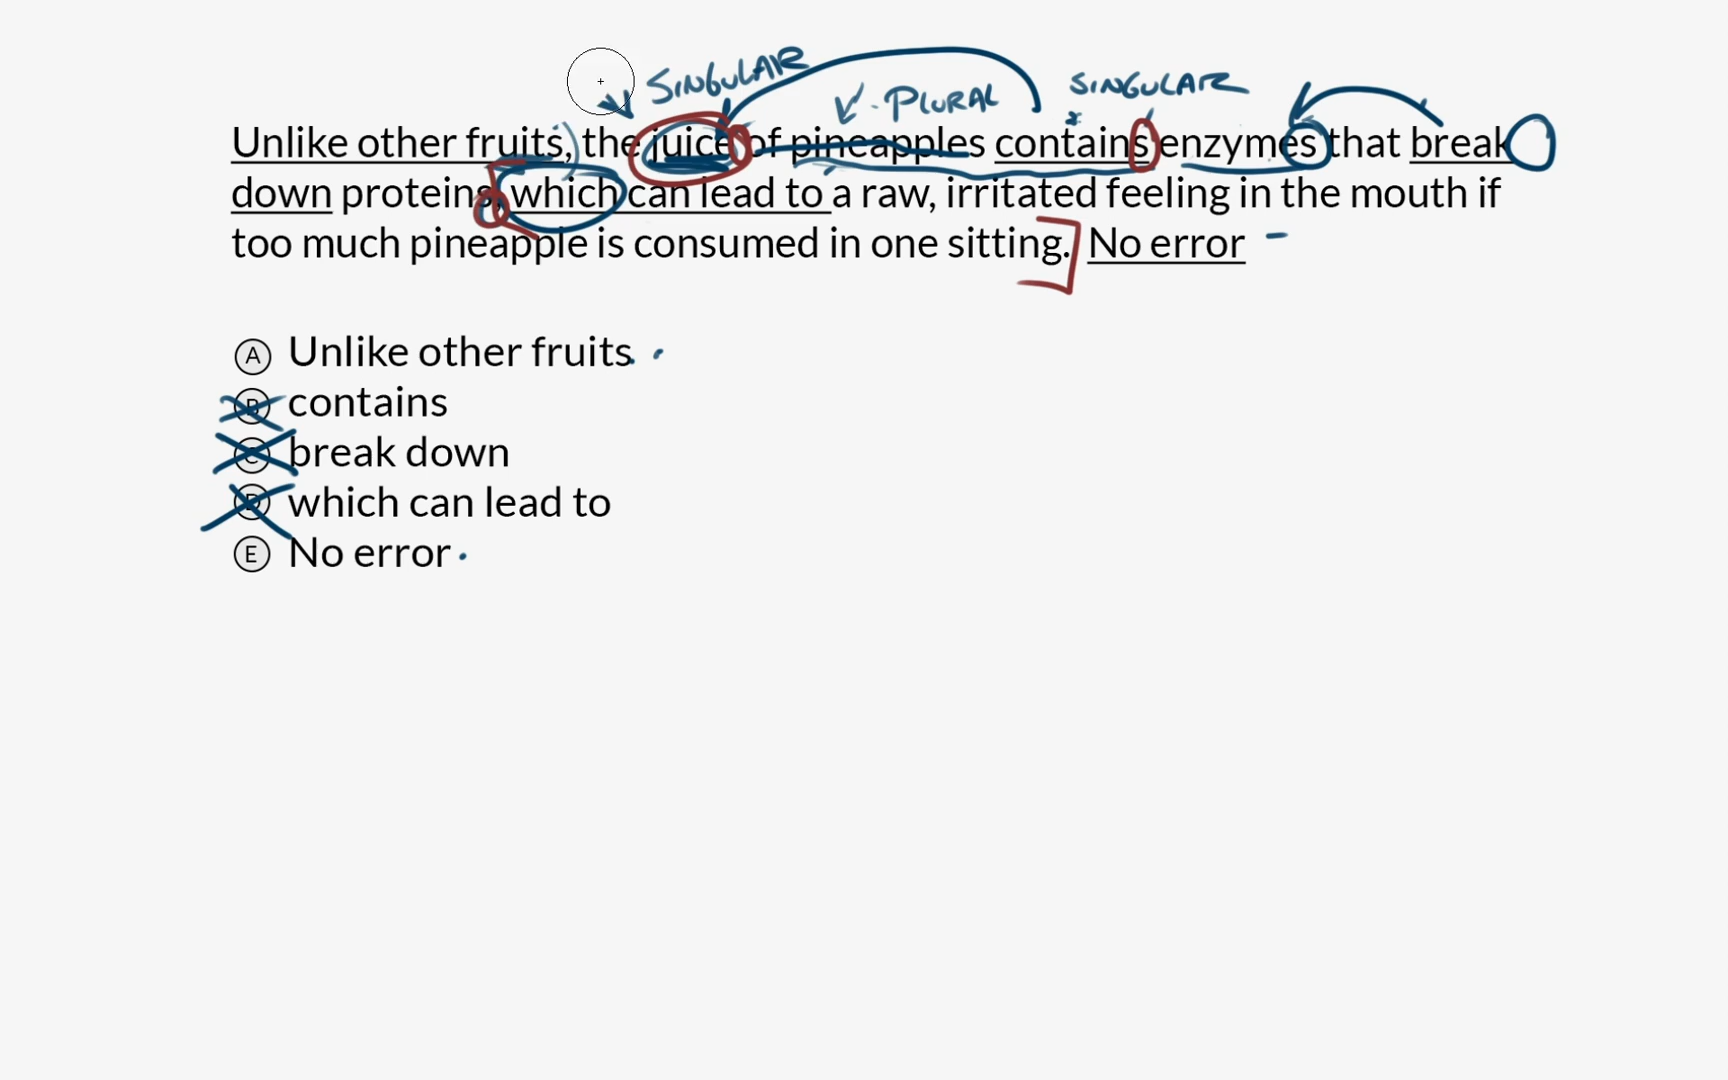 SINGULAR
PLURAL
SINGULAR
Unlike other fruits, the juice of pineapples contains enzymes that break
down proteins, which can lead to a raw, irritated feeling in the mouth if
too much pineapple is consumed in one sitting. No error
A Unlike other fruits
B contains
C break down
D which can lead to
E No error